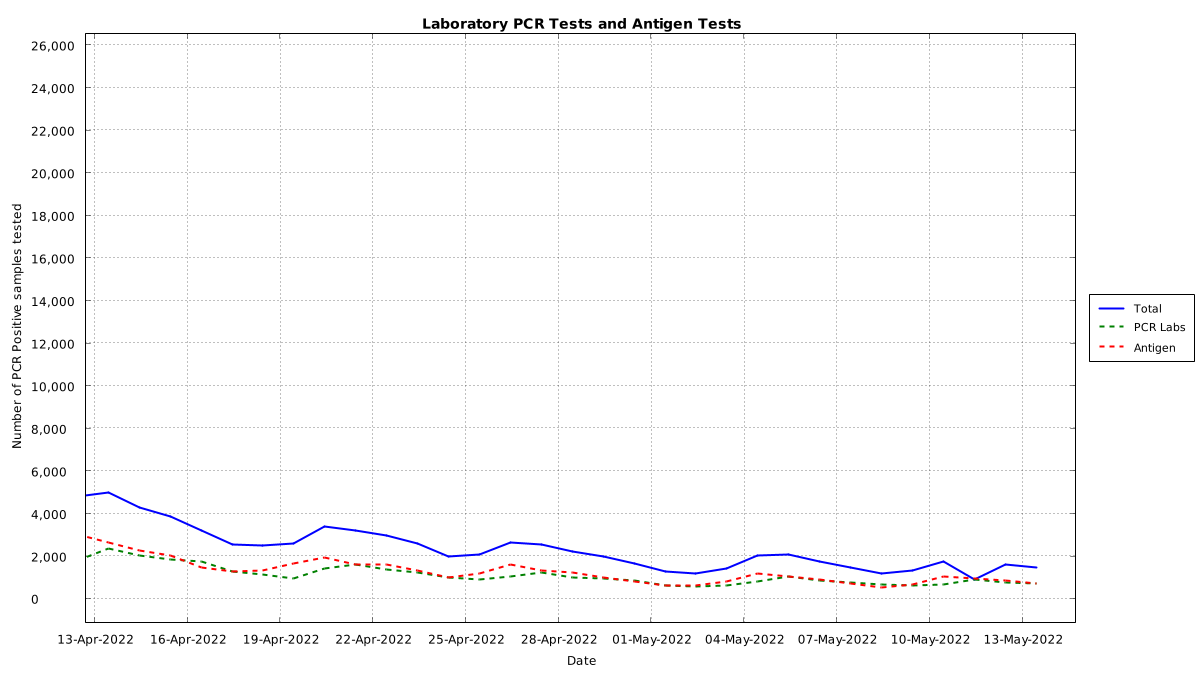 Laboratory PCR Tests and Antigen Tests
Number of PCR Positive samples tested
26,000
24,000
22,000
20,000
18,000
16,000
14,000
12,000
10,000
8,000
6,000
4,000
2,000
0
13-Apr-2022 16-Apr-2022 19-Apr-2022 22-Apr-2022 25-Apr-2022 28-Apr-2022 01-May-2022 04-May-2022 07-May-2022 10-May-2022 13-May-2022
Date
Total
PCR Labs
Antigen